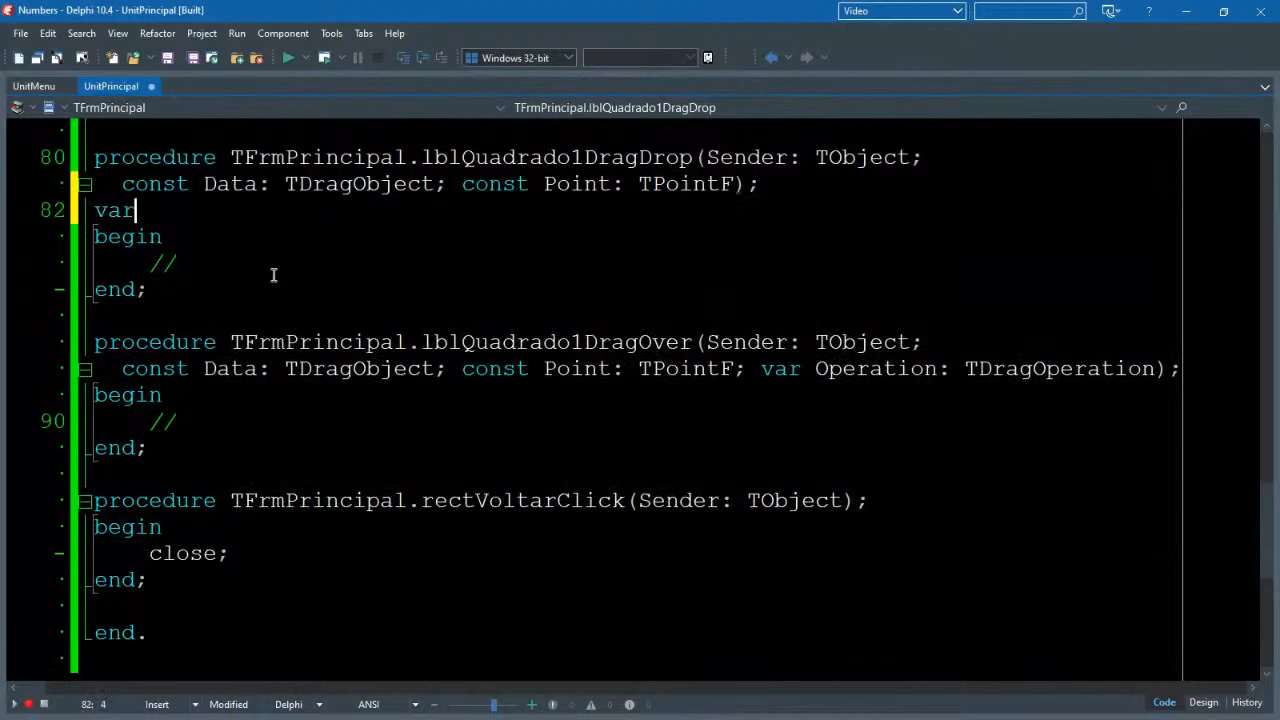 Numbers - Delphi 10.4 - UnitPrincipal [Built]
Video
?
File Edit Search View Refactor Project Run Component Tools Tabs Help
Windows 32-bit
UnitMenu UnitPrincipal
TFrmPrincipal TFrmPrincipal.lblQuadrado1DragDrop
80 procedure TFrmPrincipal.lblQuadrado1DragDrop(Sender: TObject;
const Data: TDragObject; const Point: TPointF);
82 var
begin
//
end;
procedure TFrmPrincipal.lblQuadrado1DragOver(Sender: TObject;
const Data: TDragObject; const Point: TPointF; var Operation: TDragOperation);
begin
90 //
end;
procedure TFrmPrincipal.rectVoltarClick(Sender: TObject);
begin
close;
end;
end.
82: 4 Insert Modified Delphi ANSI Code Design History